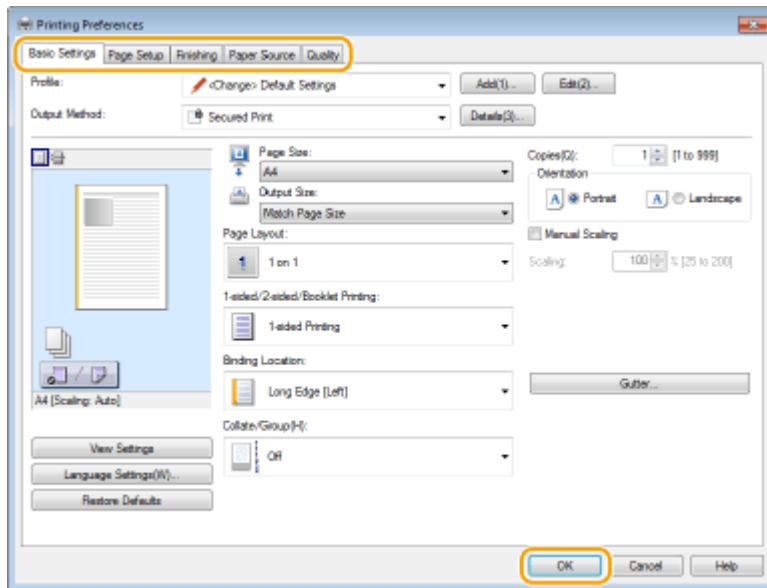 Printing Preferences
Basic Settings Page Setup Finishing Paper Source Quality
Profile: <Change> Default Settings Add(1)... Edit(2)...
Output Method: Secured Print Details(3)...
Page Size: Copies(Q): 1 [1 to 999]
A4 Orientation
Output Size: A Portrait A Landscape
Match Page Size
Page Layout: Manual Scaling
1 1 on 1 Scaling: 100 % [25 to 200]
1-sided/2-sided/Booklet Printing:
1-sided Printing
Binding Location:
Long Edge [Left] Gutter...
A4 [Scaling: Auto]
Collate/Group(H):
View Settings Off
Language Settings(W)...
Restore Defaults
OK Cancel Help